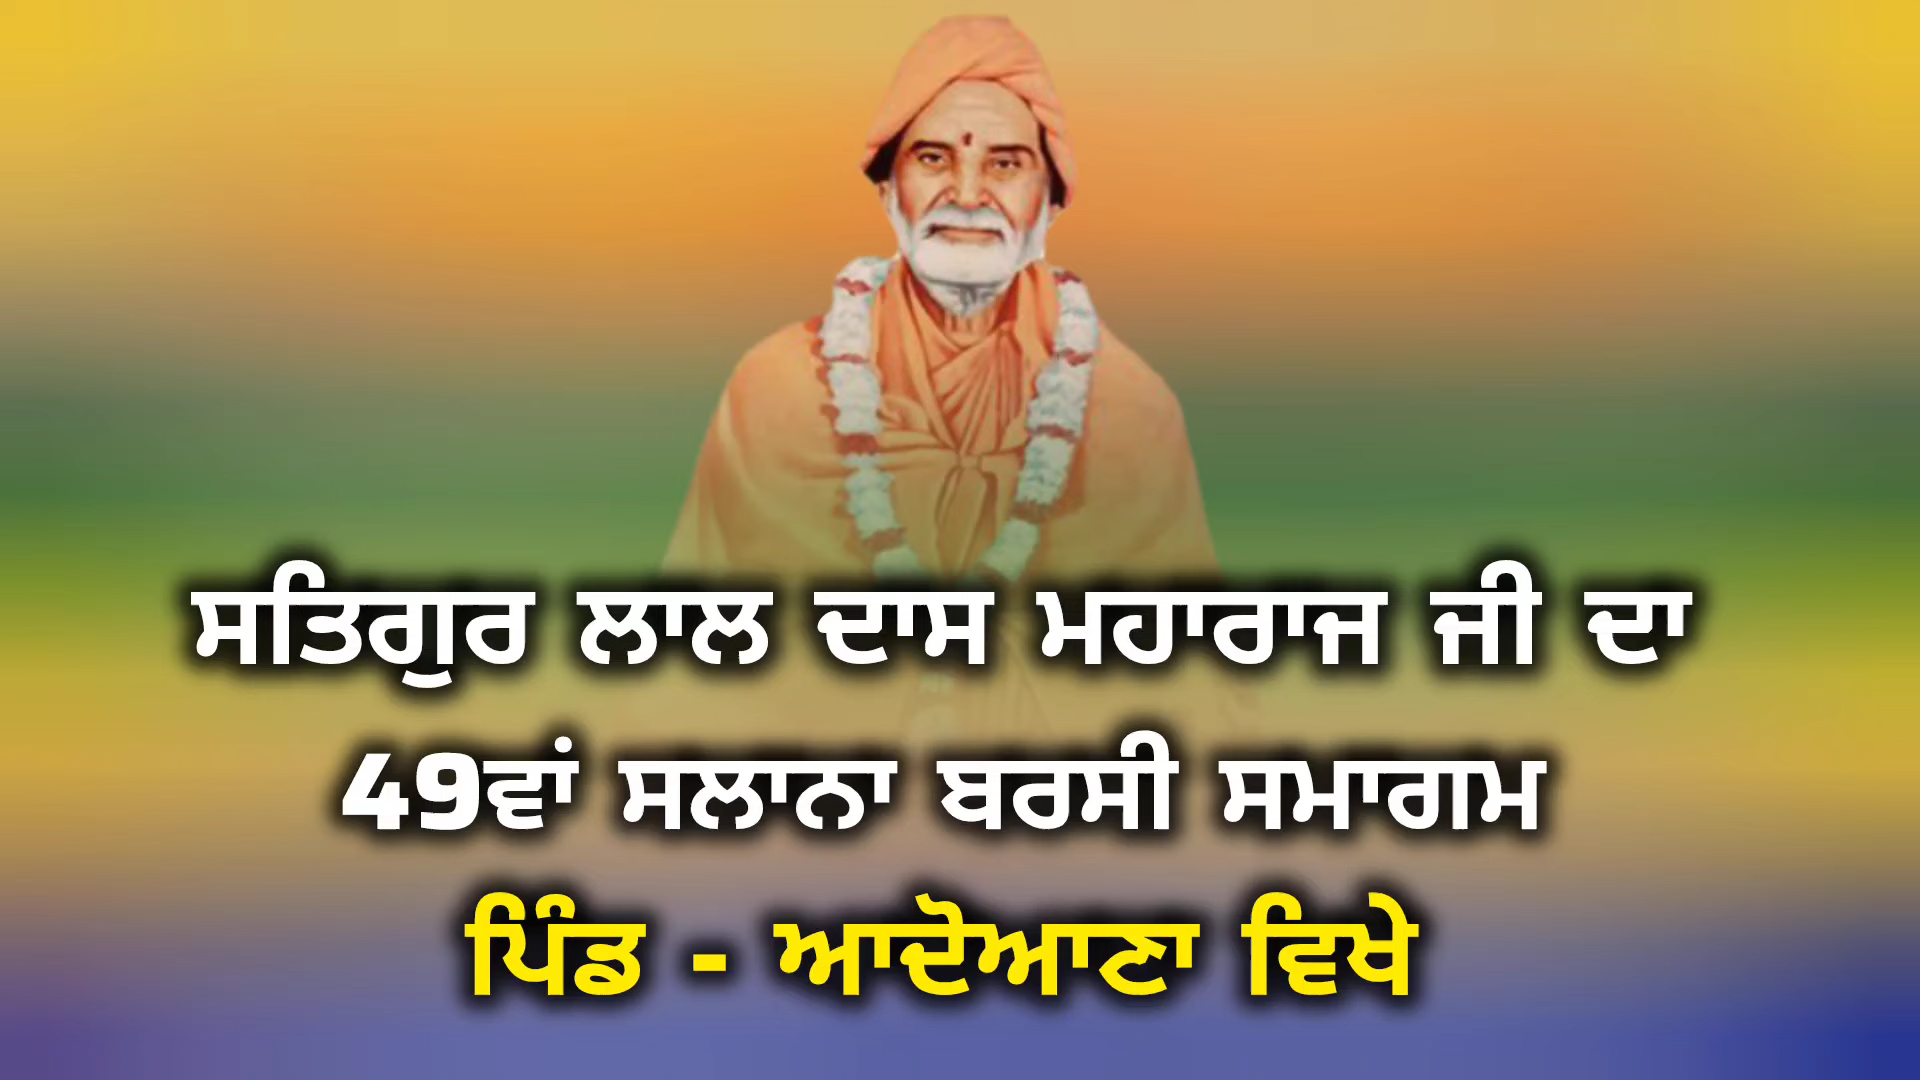 ਸਤਿਗੁਰ ਲਾਲ ਦਾਸ ਮਹਾਰਾਜ ਜੀ ਦਾ
49ਵਾਂ ਸਲਾਨਾ ਬਰਸੀ ਸਮਾਗਮ
ਪਿੰਡ - ਆਦੋਆਣਾ ਵਿਖੇ